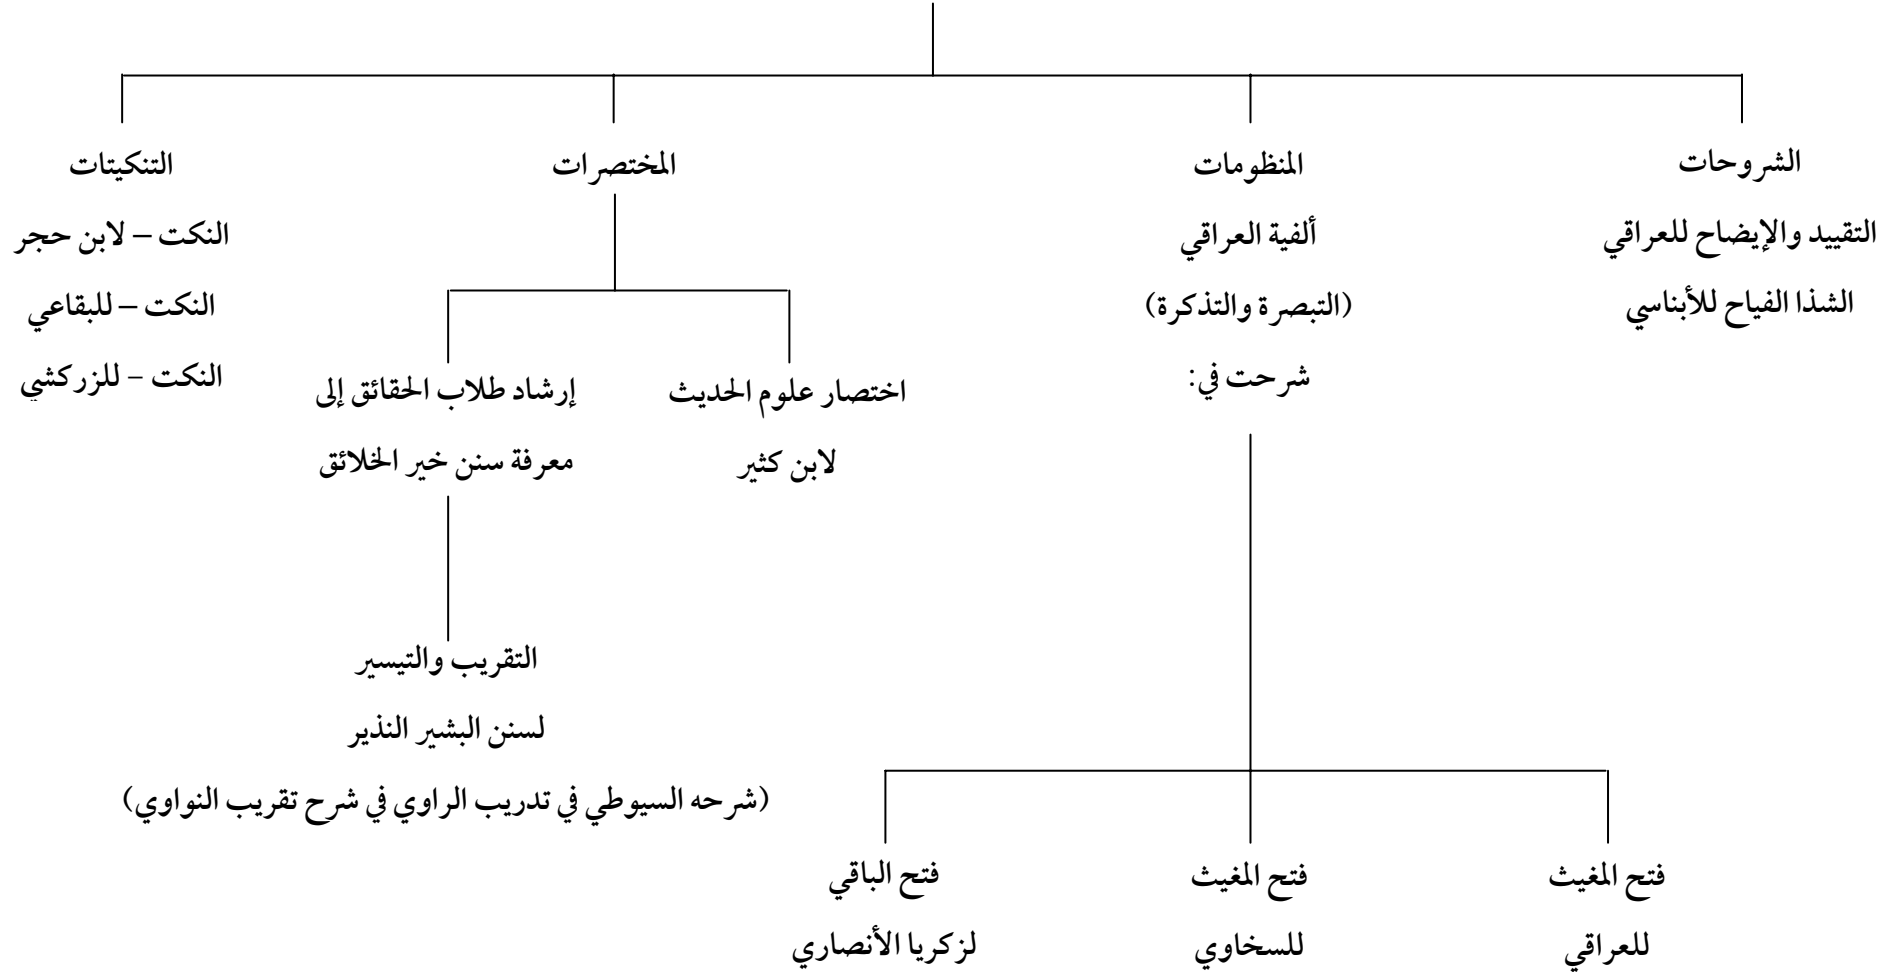 الشروحات
التقييد والإيضاح للعراقي
الشذا الفياح للأبناسي
المنظومات
ألفية العراقي
(التبصرة والتذكرة)
شرحت في:
فتح المغيث
للعراقي
فتح المغيث
للسخاوي
فتح الباقي
لزكريا الأنصاري
المختصرات
اختصار علوم الحديث
لابن كثير
إرشاد طلاب الحقائق إلى
معرفة سنن خير الخلائق
التقريب والتيسير
لسنن البشير النذير
(شرحه السيوطي في تدريب الراوي في شرح تقريب النواوي)
التنكيتات
النكت – لابن حجر
النكت – للبقاعي
النكت – للزركشي